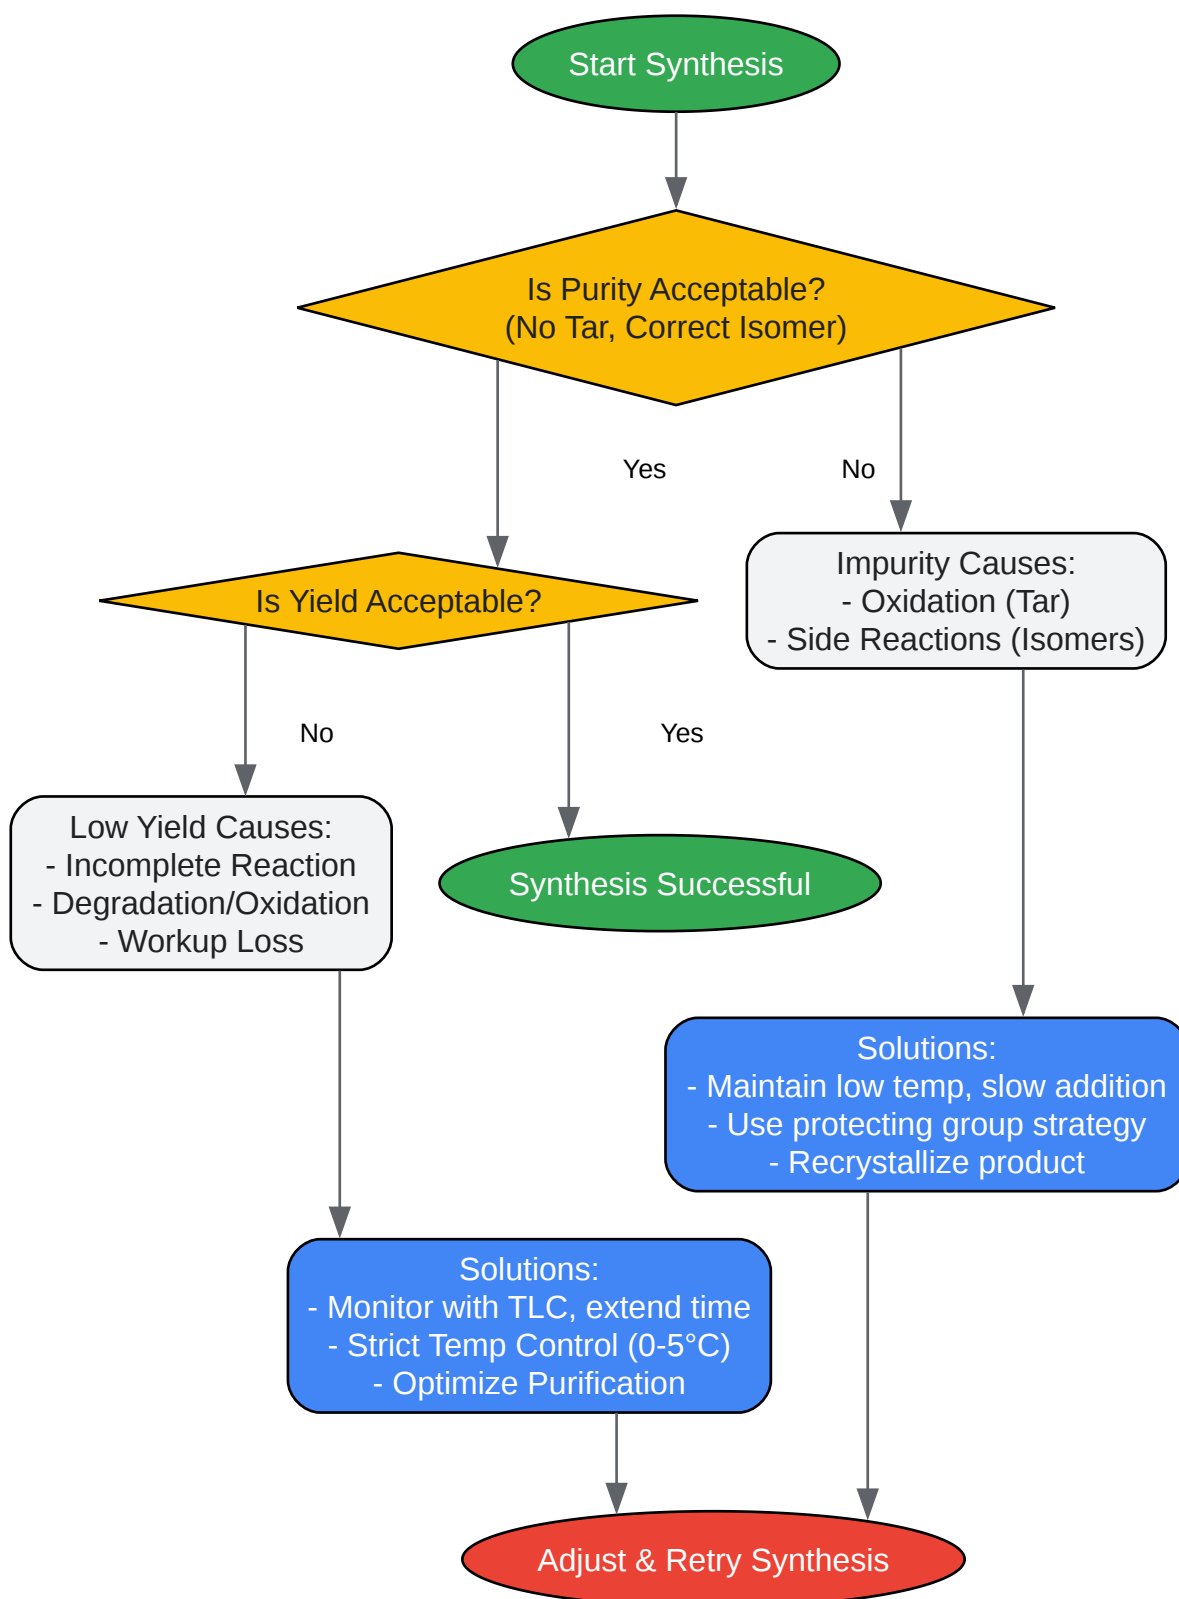 Start Synthesis
Is Purity Acceptable?
(No Tar, Correct Isomer)
Yes
No
Is Yield Acceptable?
Impurity Causes:
- Oxidation (Tar)
- Side Reactions (Isomers)
No
Yes
Low Yield Causes:
- Incomplete Reaction
- Degradation/Oxidation
- Workup Loss
Synthesis Successful
Solutions:
- Maintain low temp, slow addition
- Use protecting group strategy
- Recrystallize product
Solutions:
- Monitor with TLC, extend time
- Strict Temp Control (0-5°C)
- Optimize Purification
Adjust & Retry Synthesis